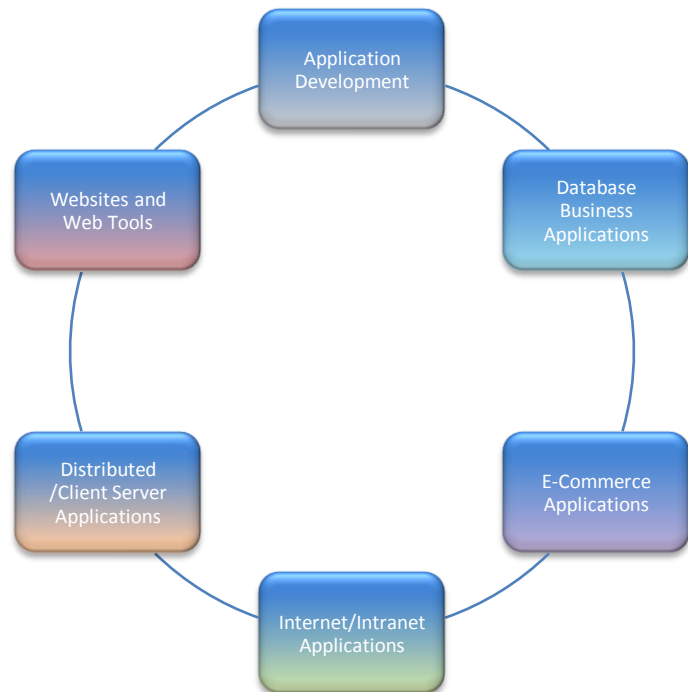 Application
Development
Database
Business
Applications
E-Commerce
Applications
Internet/Intranet
Applications
Distributed
/Client Server
Applications
Websites and
Web Tools